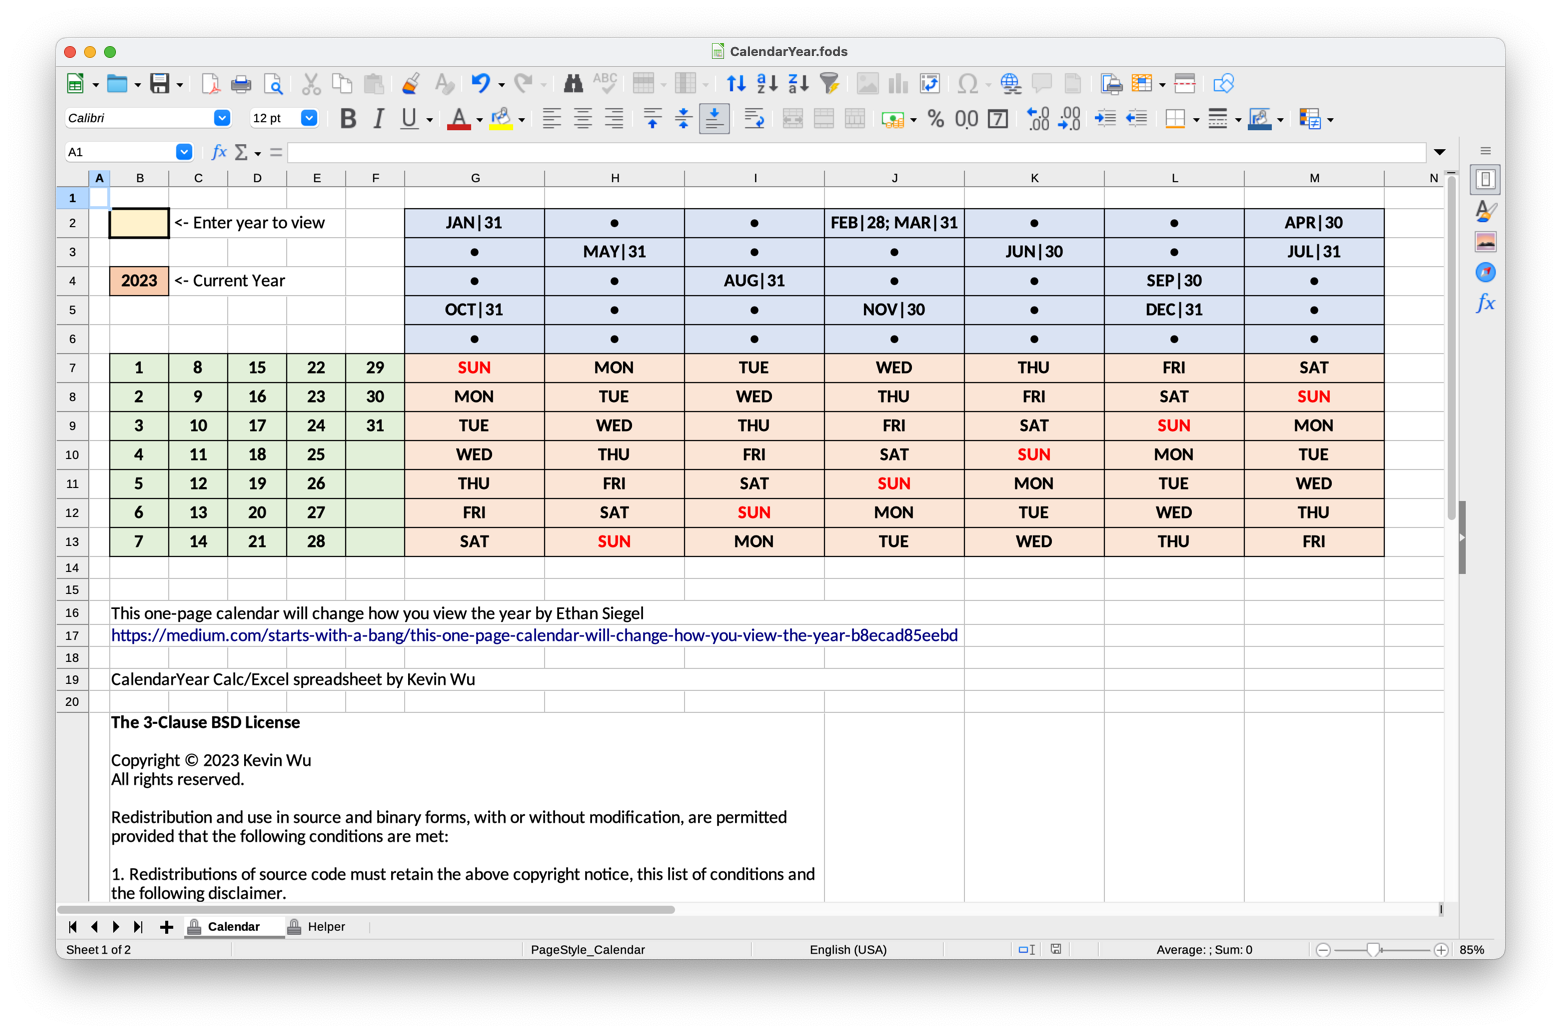 CalendarYear.fods
Calibri 12 pt
A1
A B C D E F G H I J K L M N
1
2 <- Enter year to view JAN|31 ● ● FEB|28; MAR|31 ● ● APR|30
3 ● MAY|31 ● ● JUN|30 ● JUL|31
4 2023 <- Current Year ● ● AUG|31 ● ● SEP|30 ●
5 OCT|31 ● ● NOV|30 ● DEC|31 ●
6 ● ● ● ● ● ● ●
7 1 8 15 22 29 SUN MON TUE WED THU FRI SAT
8 2 9 16 23 30 MON TUE WED THU FRI SAT SUN
9 3 10 17 24 31 TUE WED THU FRI SAT SUN MON
10 4 11 18 25 WED THU FRI SAT SUN MON TUE
11 5 12 19 26 THU FRI SAT SUN MON TUE WED
12 6 13 20 27 FRI SAT SUN MON TUE WED THU
13 7 14 21 28 SAT SUN MON TUE WED THU FRI
14
15
16 This one-page calendar will change how you view the year by Ethan Siegel
17 https://medium.com/starts-with-a-bang/this-one-page-calendar-will-change-how-you-view-the-year-b8ecad85eebd
18
19 CalendarYear Calc/Excel spreadsheet by Kevin Wu
20
The 3-Clause BSD License
Copyright © 2023 Kevin Wu
All rights reserved.
Redistribution and use in source and binary forms, with or without modification, are permitted
provided that the following conditions are met:
1. Redistributions of source code must retain the above copyright notice, this list of conditions and
the following disclaimer.
Calendar Helper
Sheet 1 of 2 PageStyle_Calendar English (USA) Average: ; Sum: 0 85%